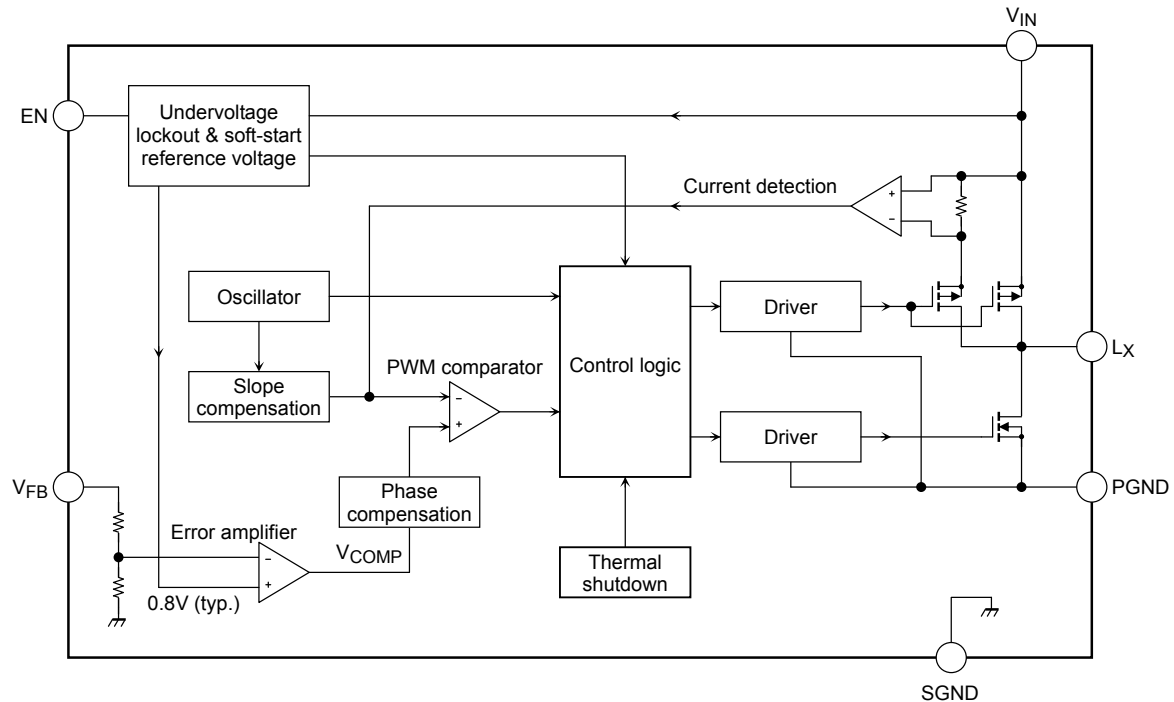 VIN
EN
Undervoltage
lockout & soft-start
reference voltage
Current detection
+
−
Oscillator
Driver
LX
Control logic
PWM comparator
Slope
compensation
−
+
Driver
VFB
Phase
compensation
PGND
Error amplifier
VCOMP
−
+
Thermal
shutdown
0.8V (typ.)
SGND